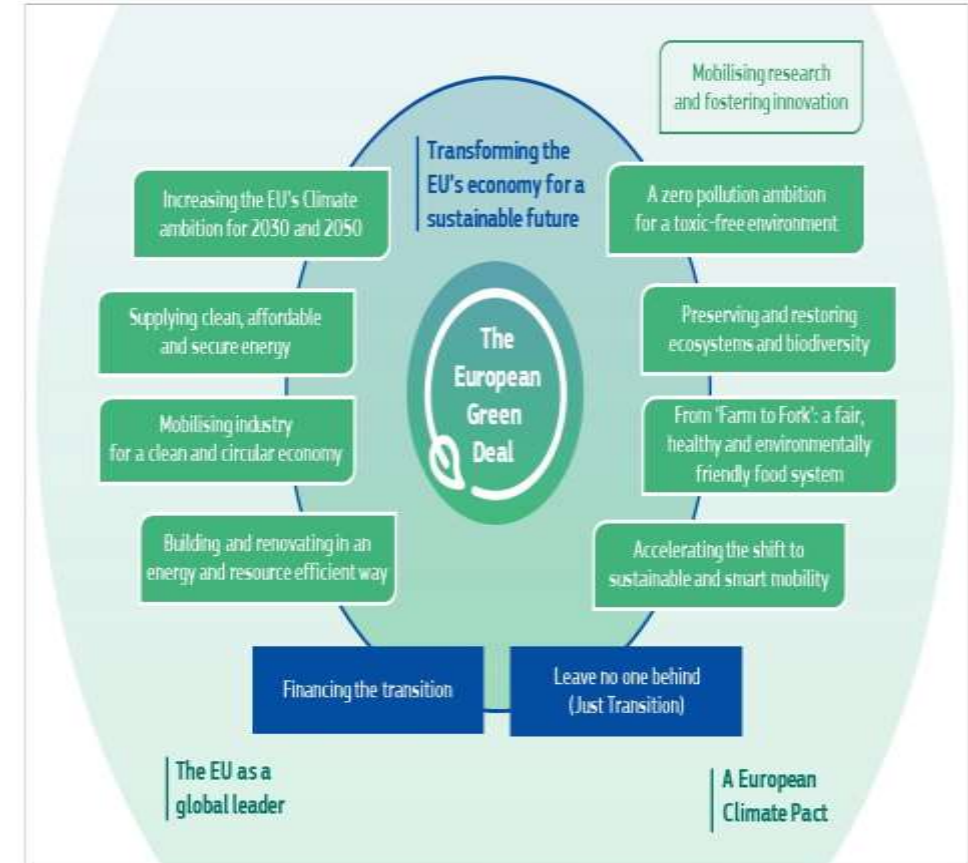 Mobilising research
and fostering innovation
Transforming the
EU's economy for a
sustainable future
Increasing the EU's Climate
ambition for 2030 and 2050
A zero pollution ambition
for a toxic-free environment
Supplying clean, affordable
and secure energy
Preserving and restoring
ecosystems and biodiversity
The
European
Green
Deal
Mobilising industry
for a clean and circular economy
From 'Farm to Fork': a fair,
healthy and environmentally
friendly food system
Building and renovating in an
energy and resource efficient way
Accelerating the shift to
sustainable and smart mobility
Financing the transition
Leave no one behind
(Just Transition)
The EU as a
global leader
A European
Climate Pact